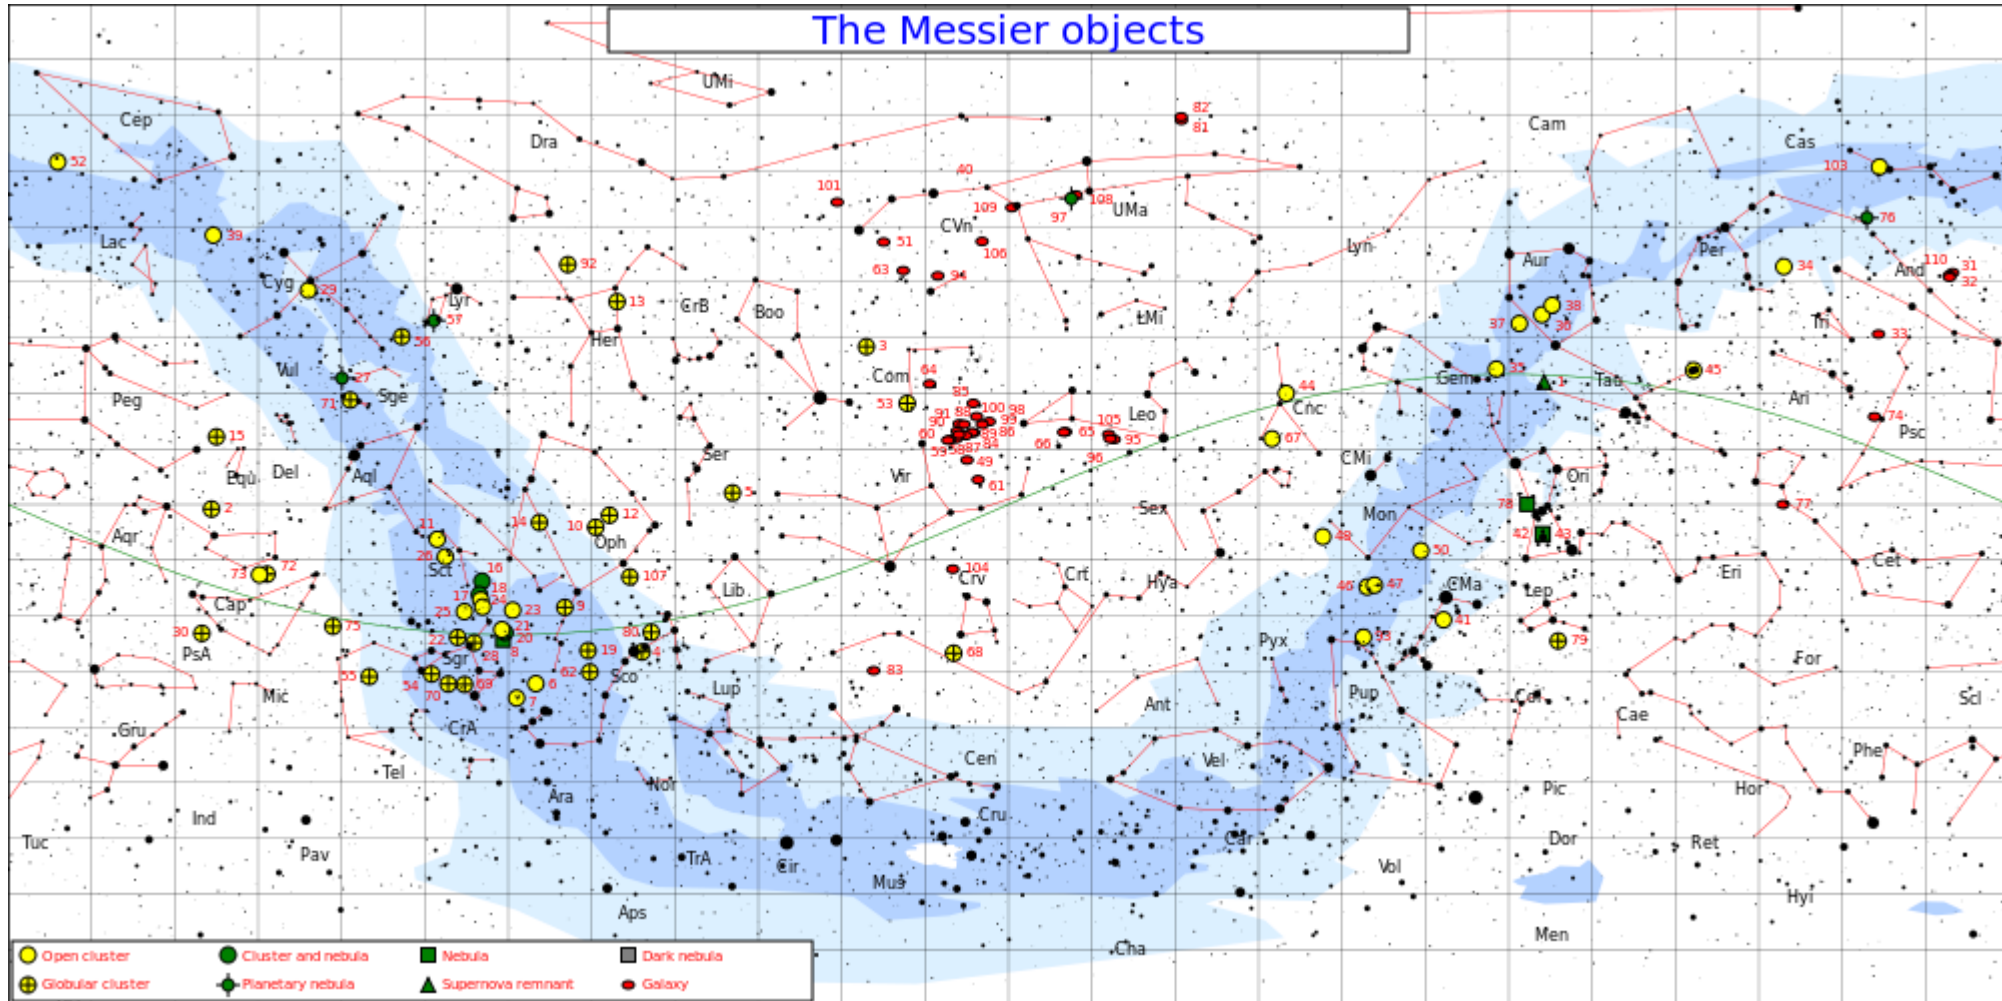 The Messier objects
UMi
82
81
Cep
Dra
Cam
Cas
52
103
40
101
108
109
97
UMa
76
Lac
39
51
CVn
106
Lyn
Per
92
63
94
Aur
34
And
110
31
32
Cyg
29
Lyr
13
CrB
Boo
LMi
38
36
37
57
56
Her
3
Tri
33
Vul
27
Com
64
Gem
35
1
Tau
45
Sge
71
Peg
53
85
44
Cnc
Ari
91
88
100
98
90
99
Leo
105
74
Psc
15
60
89
86
65
95
67
59
58
87
84
66
96
Ser
49
CMi
Equ
Del
Aql
5
Vir
61
Ori
2
14
12
10
Sex
Mon
78
77
Aqr
11
26
Oph
48
50
42
43
Sct
16
73
72
107
104
Crv
Crt
Hya
Cet
Eri
18
17
24
Lib
46
47
CMa
Lep
Cap
25
23
9
41
30
75
21
22
20
80
93
79
PsA
28
8
19
4
68
Pyx
Sgr
For
55
54
62
Sco
83
70
69
6
7
Lup
Pup
Mic
Ant
Col
Scl
Gru
CrA
Cae
Phe
Tel
Nor
Cen
Vel
Ara
Pic
Hor
Ind
Cru
Tuc
Car
Dor
Ret
Pav
TrA
Cir
Mus
Vol
Hyi
Aps
Men
Cha
Open cluster
Cluster and nebula
Nebula
Dark nebula
Globular cluster
Planetary nebula
Supernova remnant
Galaxy